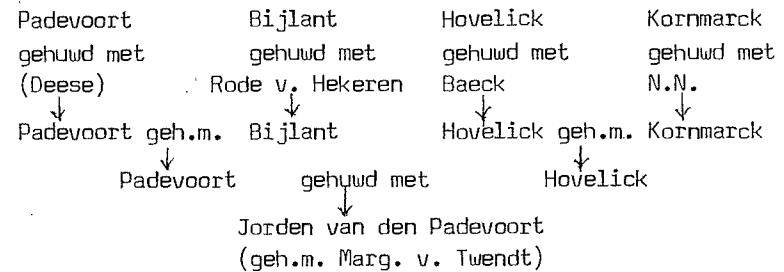 Padevoort Bijlant Hovelick Kornmarck
gehuwd met gehuwd met gehuwd met gehuwd met
(Deese) Rode v. Hekeren Baeck N.N.
Padevoort geh.m. Bijlant Hovelick geh.m. Kornmarck
Padevoort gehuwd met Hovelick
Jorden van den Padevoort
(geh.m. Marg. v. Twendt)